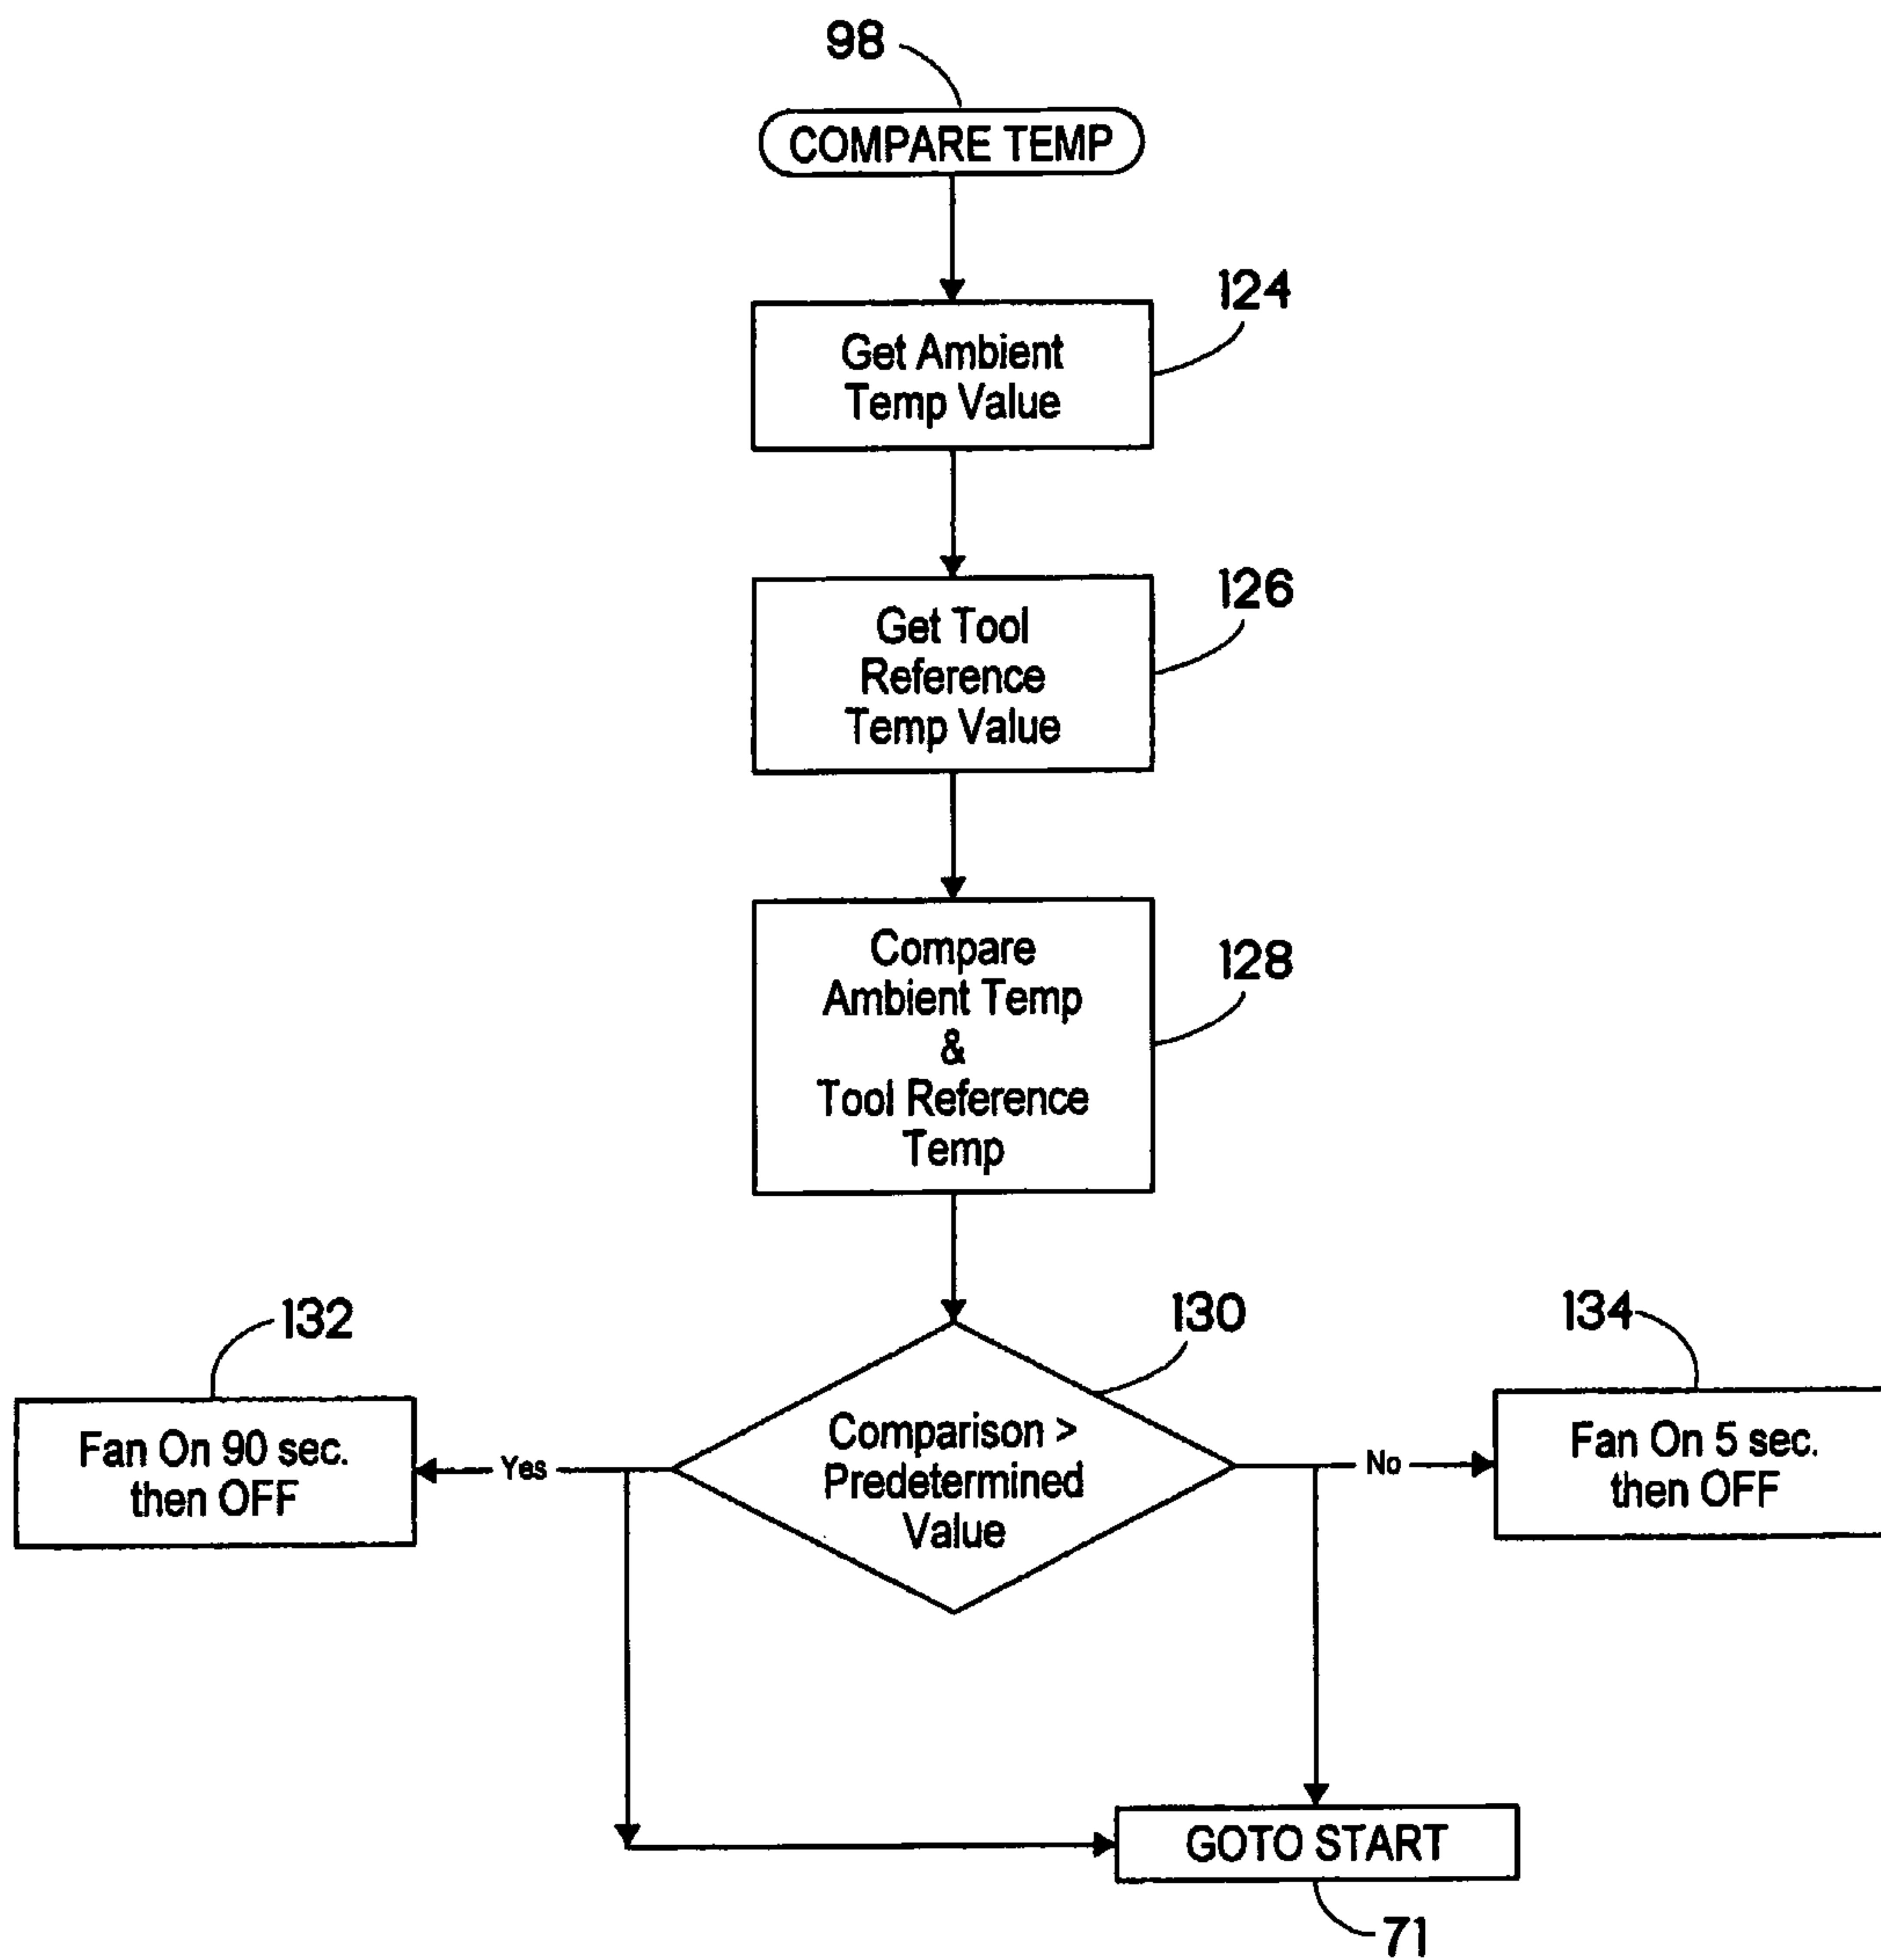 98
COMPARE TEMP
124
Get Ambient
Temp Value
126
Get Tool
Reference
Temp Value
128
Compare
Ambient Temp
&
Tool Reference
Temp
130
Comparison >
Predetermined
Value
Yes
132
Fan On 90 sec.
then OFF
No
134
Fan On 5 sec.
then OFF
GOTO START
71